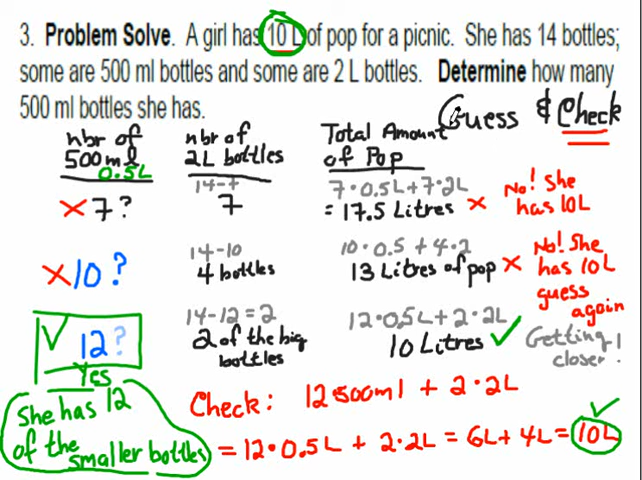 3. Problem Solve. A girl has 10 L of pop for a picnic. She has 14 bottles;
some are 500 ml bottles and some are 2 L bottles. Determine how many
500 ml bottles she has.
Guess & Check
nbr of
500 ml
0.5L
nbr of
2L bottles
Total Amount
of Pop
14-7
7·0.5L+7·2L
×7?
7
= 17.5 Litres ×
No! She
has 10L
14-10
10·0.5 + 4·2
×10?
4 bottles
13 Litres of pop ×
No! She
has 10L
guess
again
14-12=2
12·0.5L+2·2L
✓ 12?
2 of the big
bottles
10 Litres ✓
Getting
closer!
Yes
She has 12
of the
smaller bottles
Check: 12·500ml + 2·2L
= 12·0.5L + 2·2L = 6L+ 4L= 10L ✓